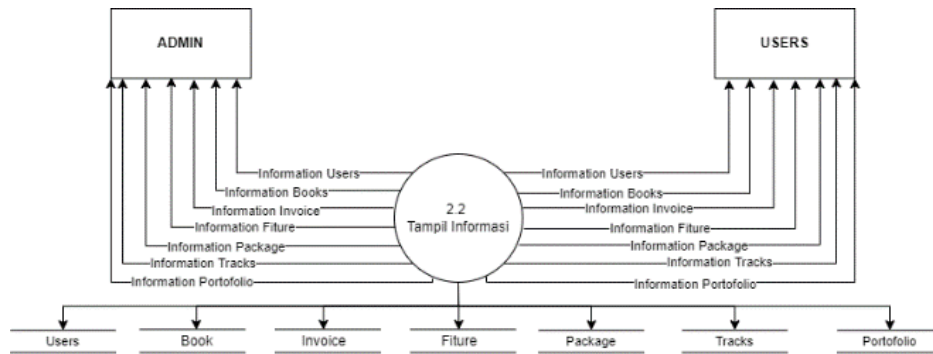 ADMIN
USERS
Information Users
Information Users
Information Books
Information Books
Information Invoice
Information Invoice
2.2
Tampil Informasi
Information Fiture
Information Fiture
Information Package
Information Package
Information Tracks
Information Tracks
Information Portofolio
Information Portofolio
Users
Book
Invoice
Fiture
Package
Tracks
Portofolio